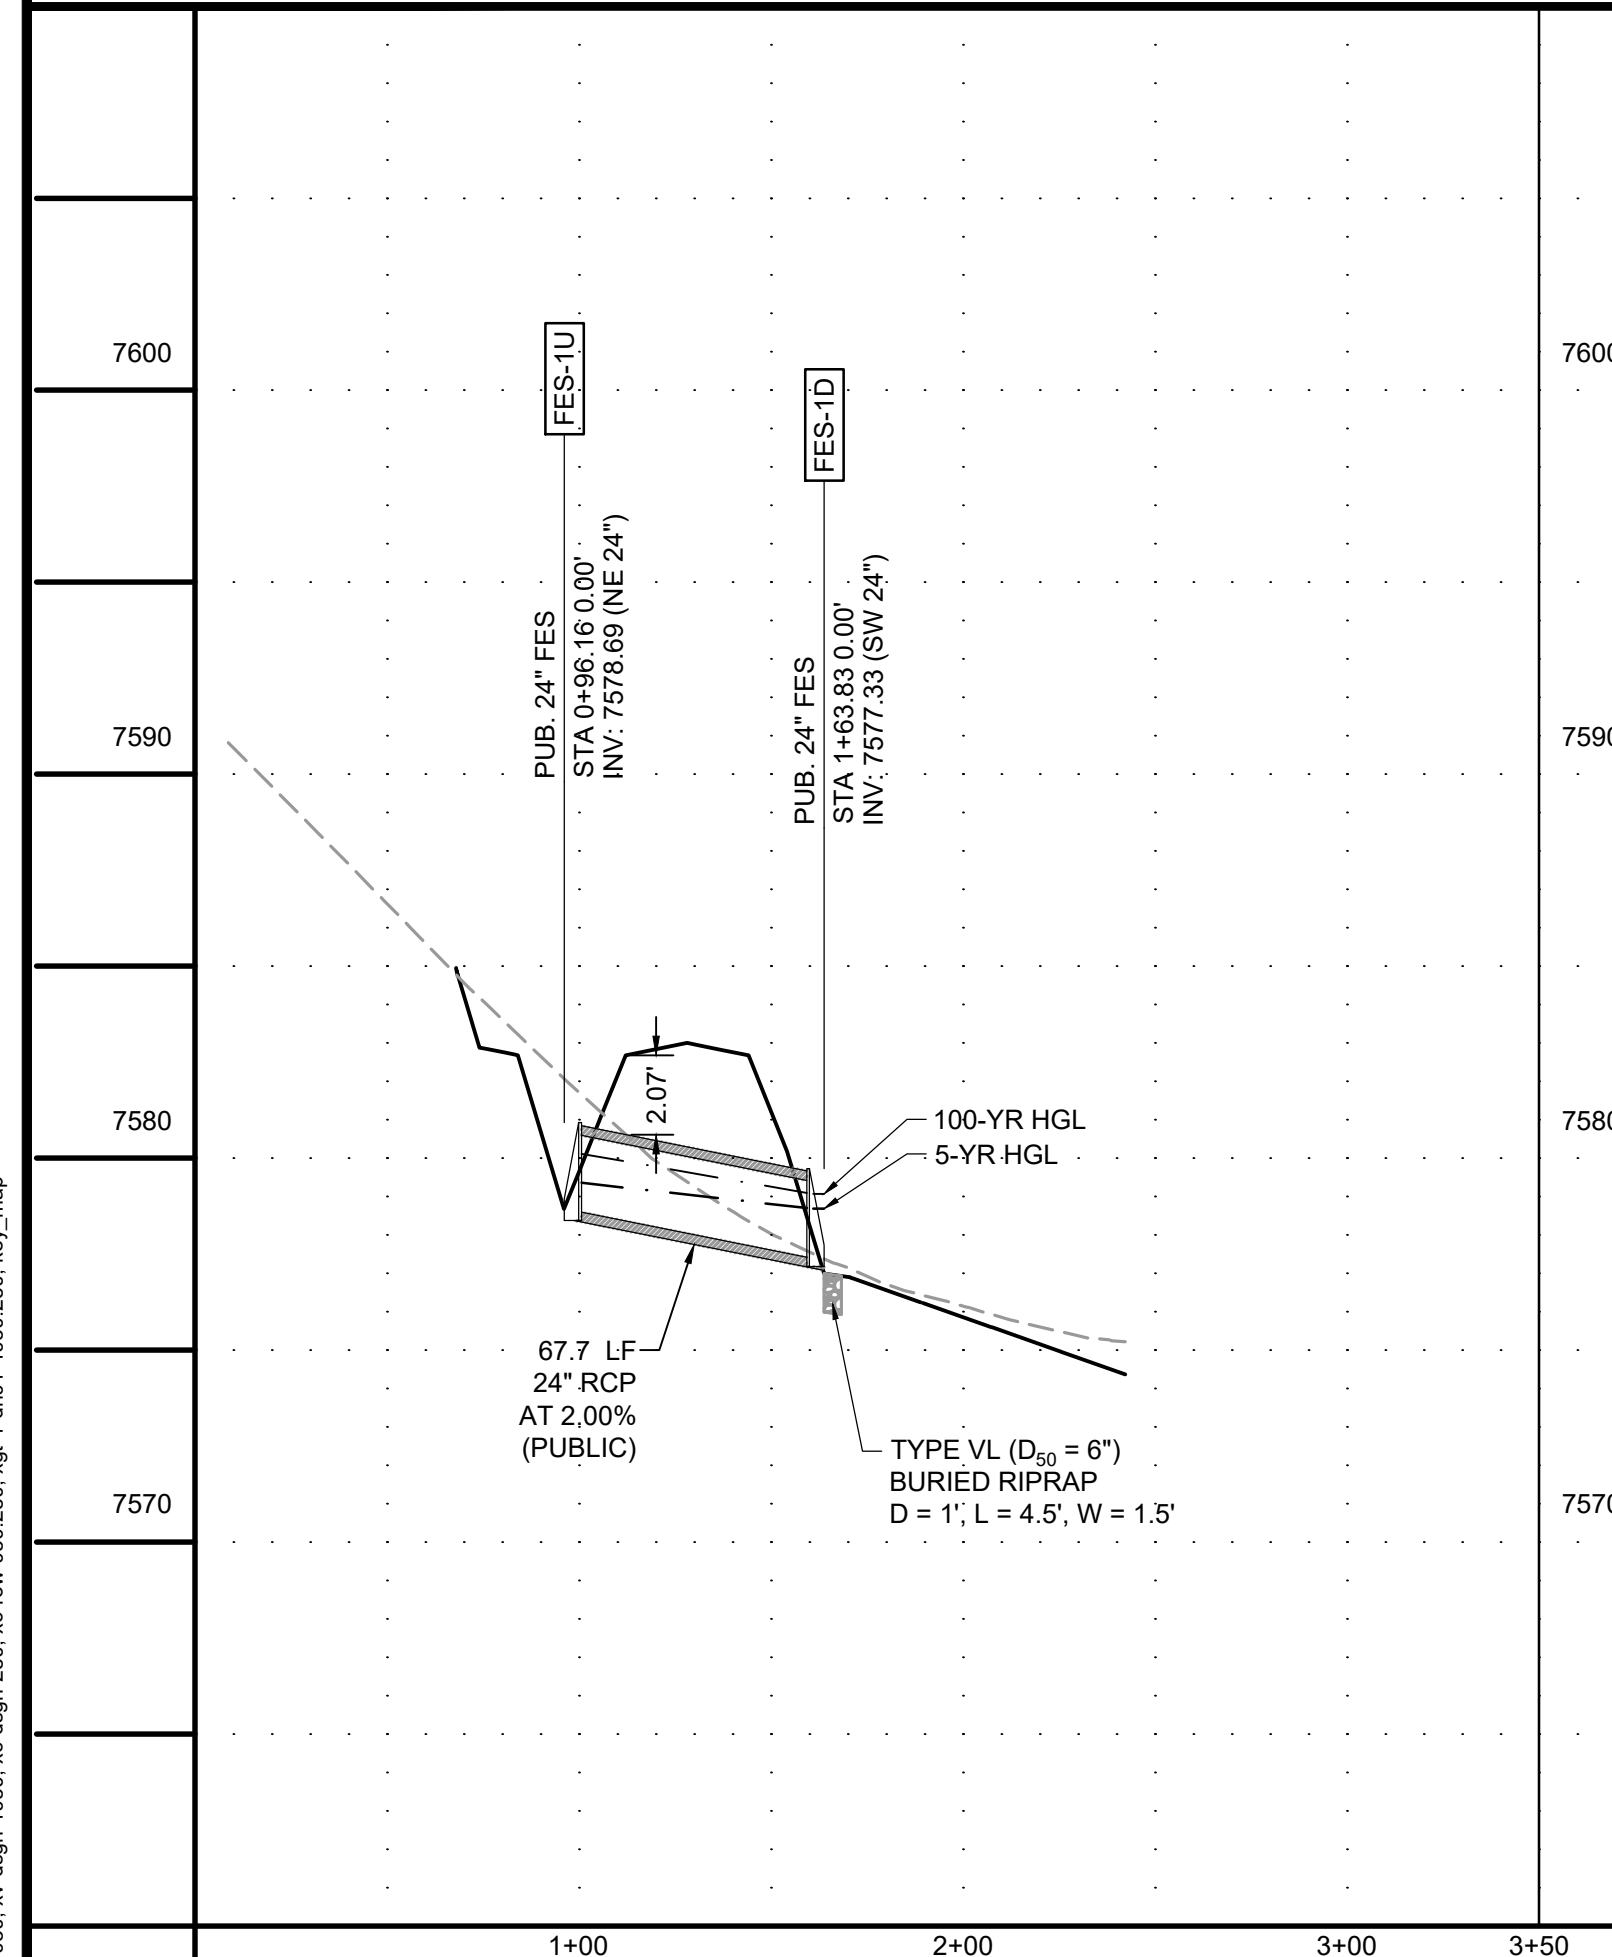 FES-1U
FES-1D
PUB. 24" FES
STA 0+96.16 0.00'
INV: 7578.69 (NE 24")
PUB. 24" FES
STA 1+63.83 0.00'
INV: 7577.33 (SW 24")
7600
7600
7590
7590
2.07'
7580
100-YR HGL
7580
5-YR HGL
67.7 LF
24" RCP
AT 2.00%
(PUBLIC)
TYPE VL (D50 = 6")
BURIED RIPRAP
D = 1', L = 4.5', W = 1.5'
7570
7570
1+00
2+00
3+00
3+50